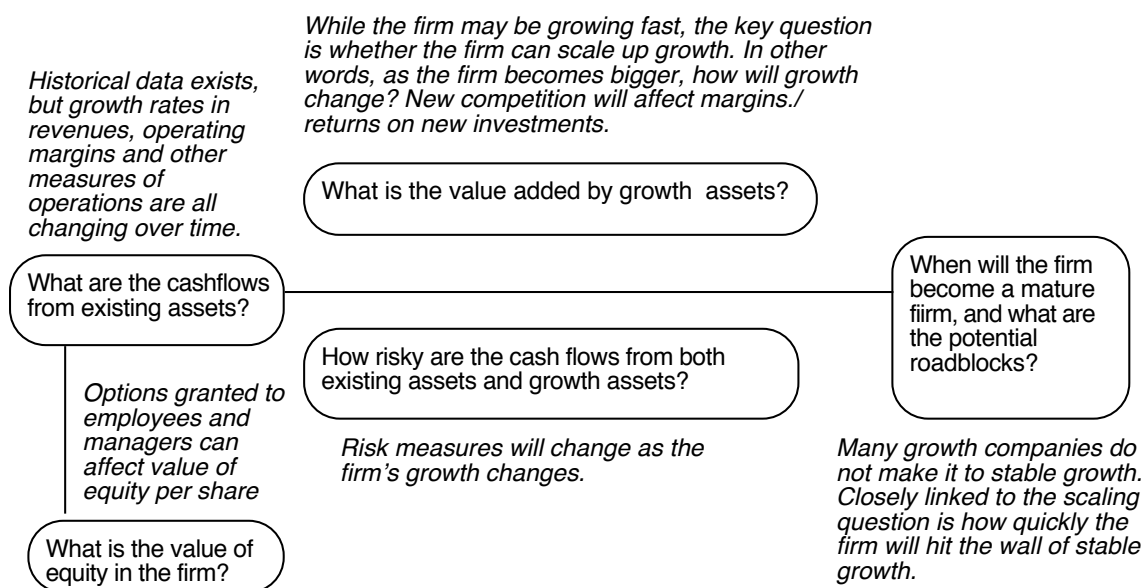 While the firm may be growing fast, the key question
is whether the firm can scale up growth. In other
words, as the firm becomes bigger, how will growth
change? New competition will affect margins./
returns on new investments.
Historical data exists,
but growth rates in
revenues, operating
margins and other
measures of
operations are all
changing over time.
What is the value added by growth assets?
What are the cashflows
from existing assets?
When will the firm
become a mature
fiirm, and what are
the potential
roadblocks?
How risky are the cash flows from both
existing assets and growth assets?
Options granted to
employees and
managers can
affect value of
equity per share
Risk measures will change as the
firm's growth changes.
Many growth companies do
not make it to stable growth.
Closely linked to the scaling
question is how quickly the
firm will hit the wall of stable
growth.
What is the value of
equity in the firm?